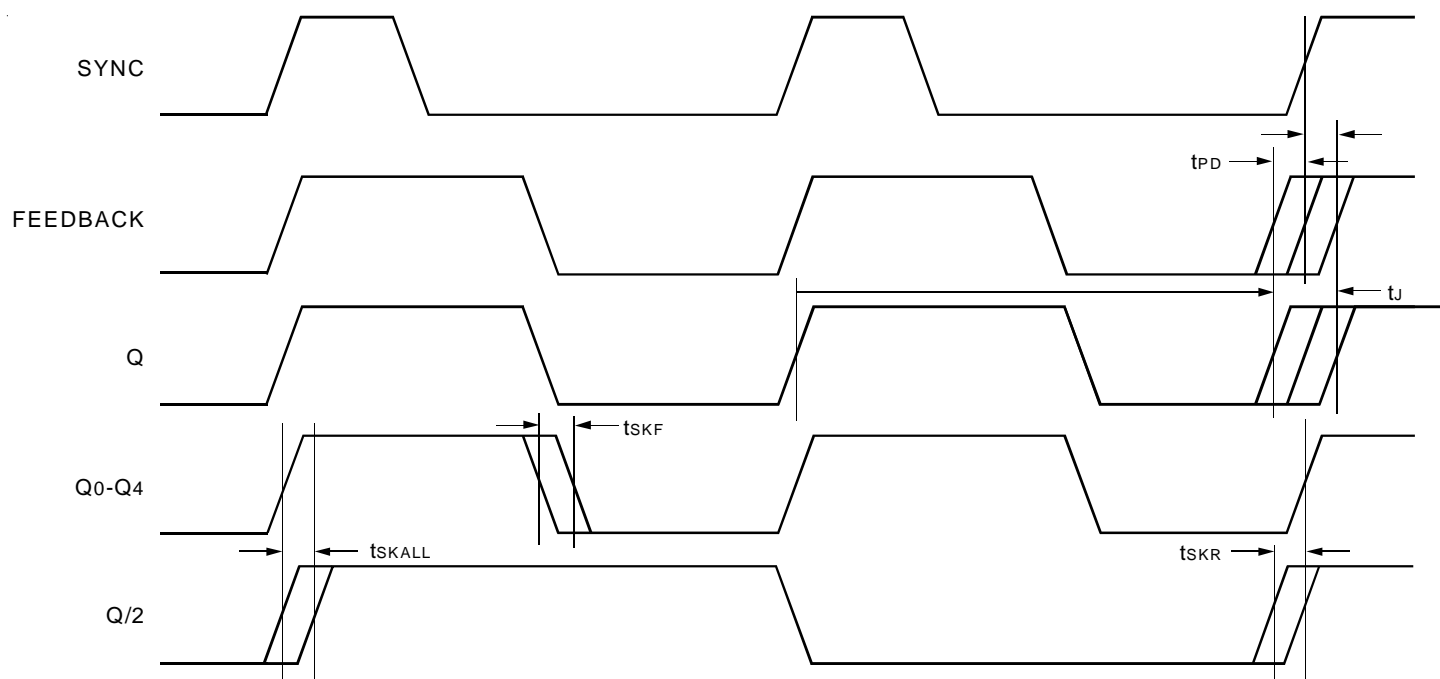 SYNC
tPD
FEEDBACK
tJ
Q
tSKF
Q0-Q4
tSKALL
tSKR
Q/2